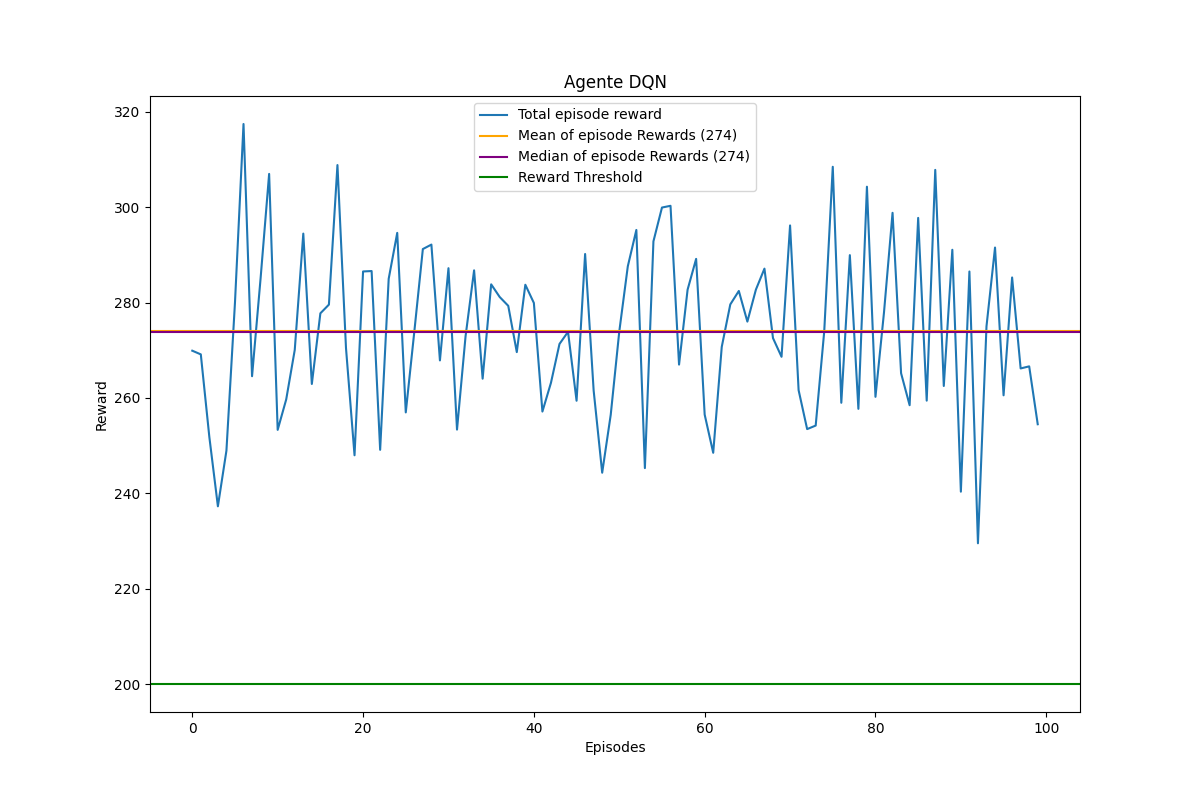 Agente DQN
Total episode reward
Mean of episode Rewards (274)
Median of episode Rewards (274)
Reward Threshold
320
300
280
260
240
220
200
Reward
0
20
40
60
80
100
Episodes